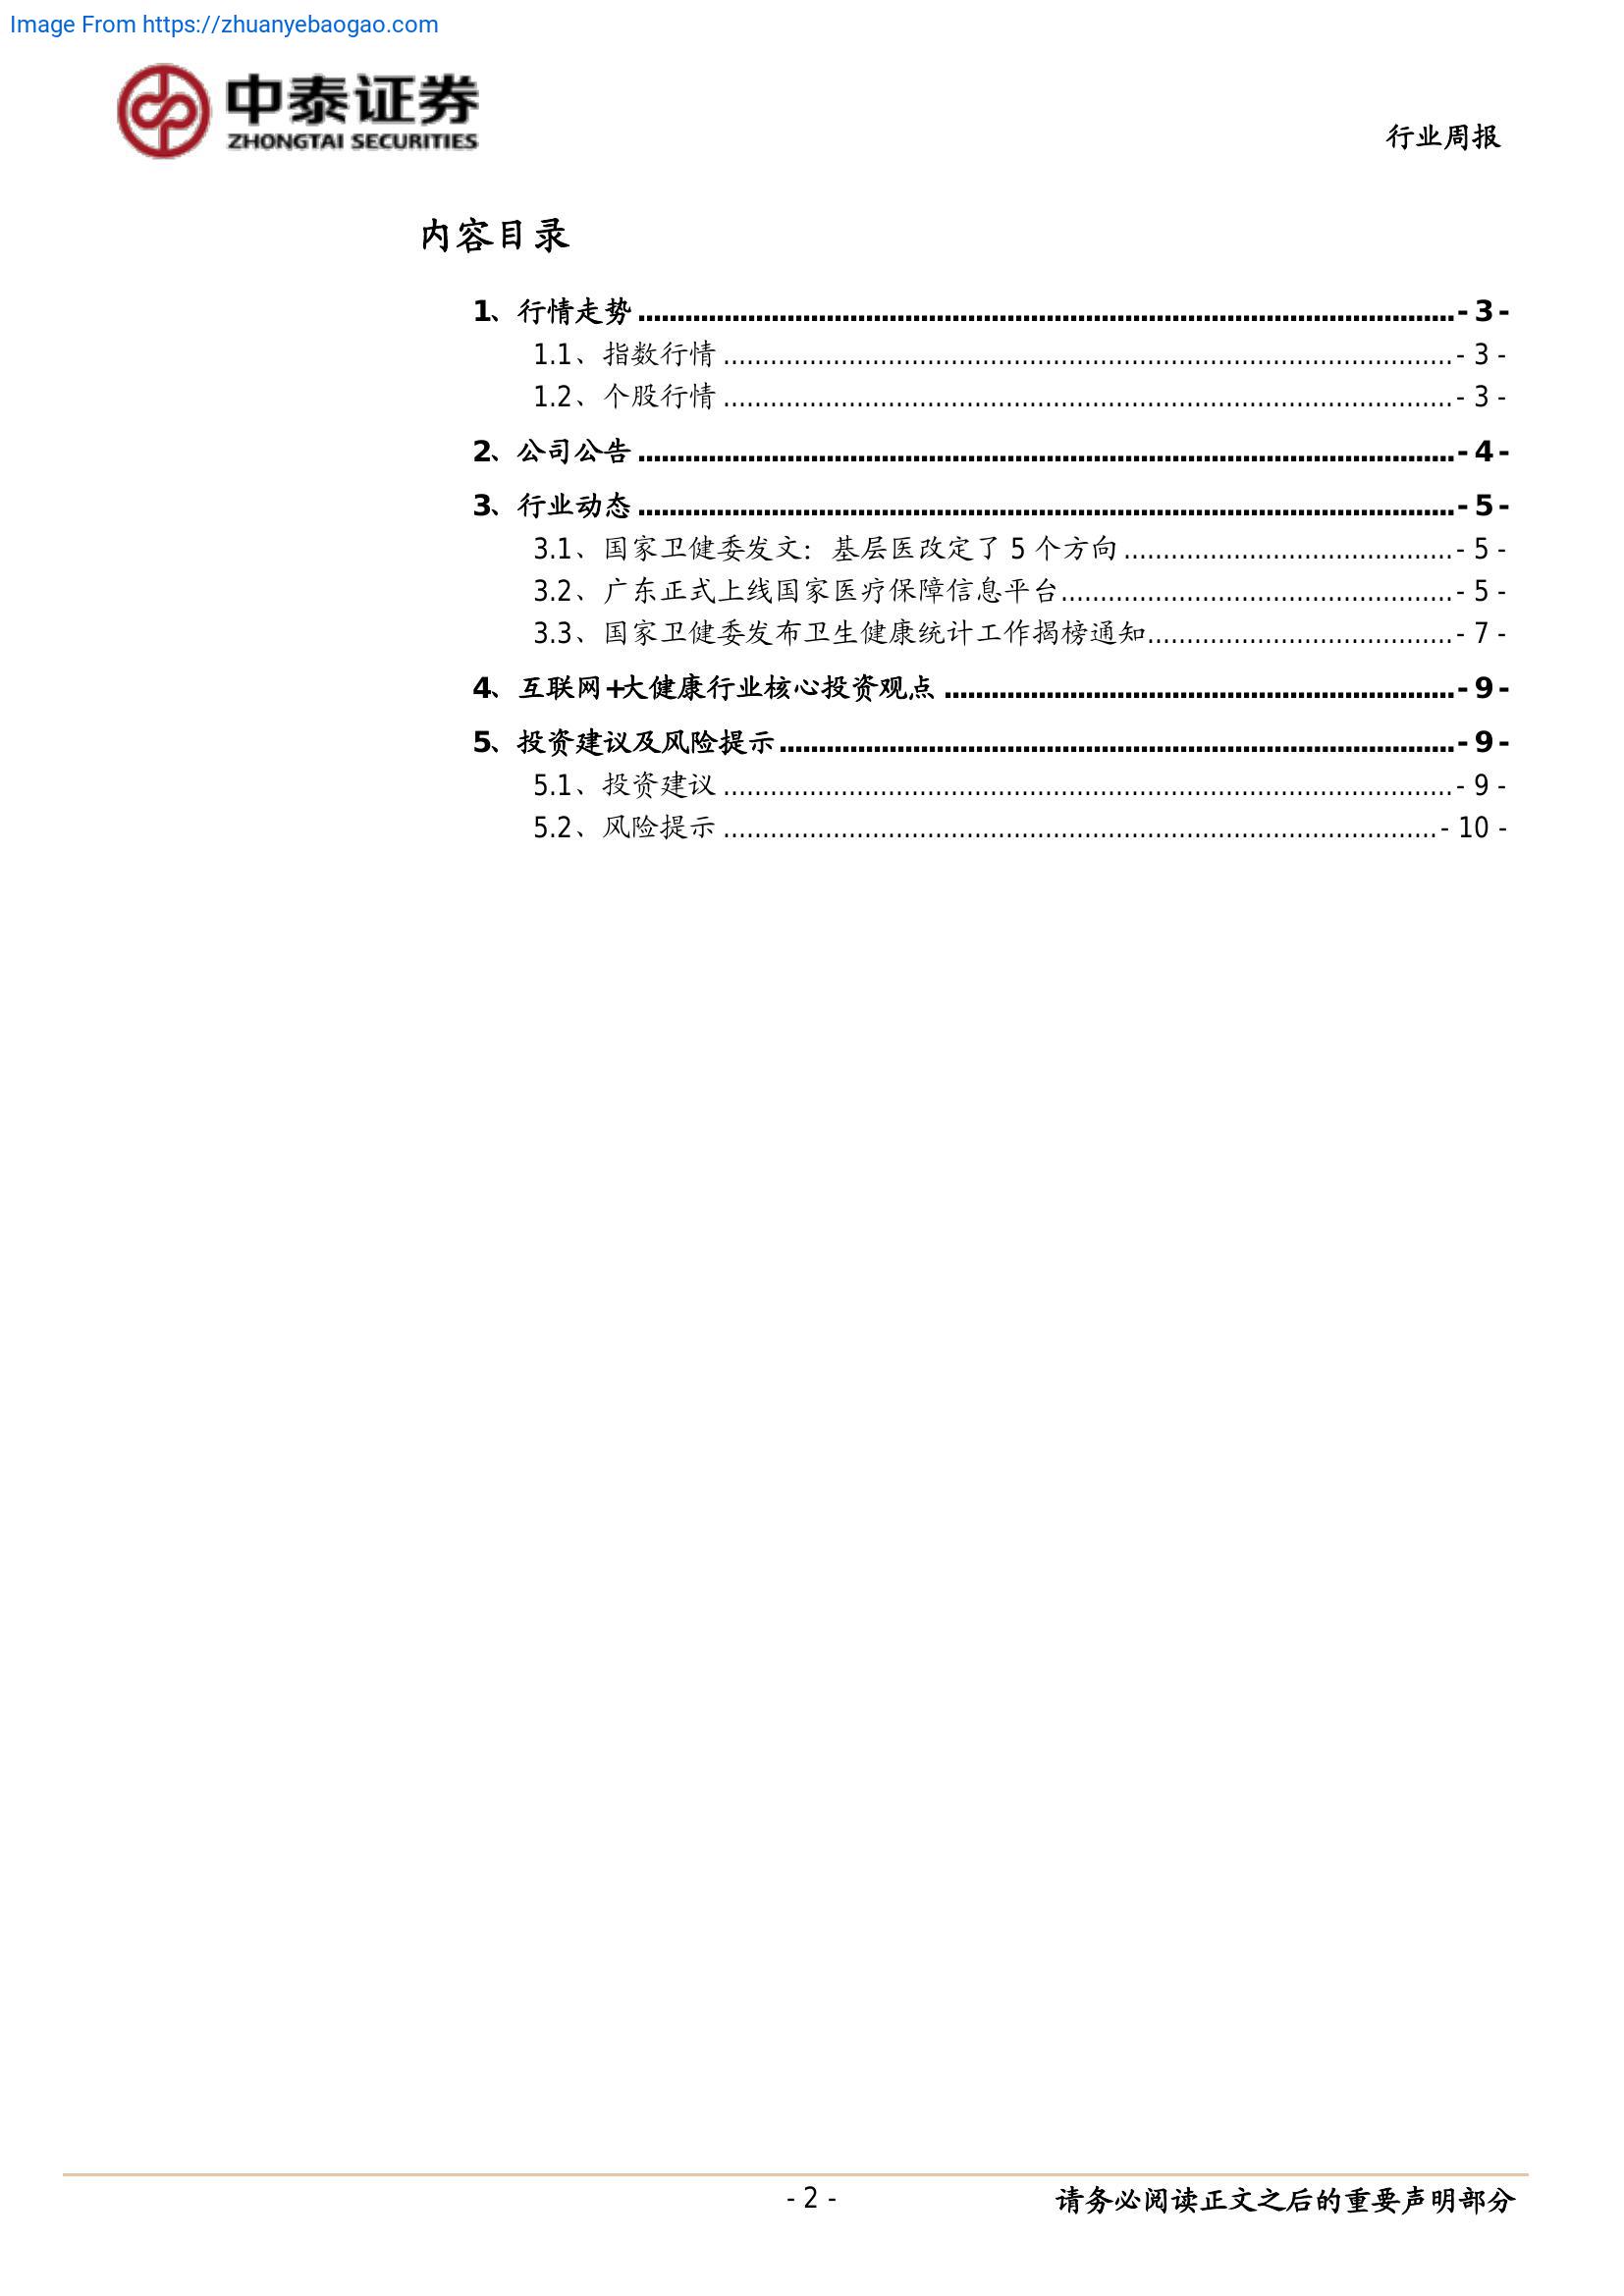 Image From https://zhuanyebaogao.com
中泰证券
ZHONGTAI SECURITIES
行业周报
内容目录
1、行情走势 - 3 -
1.1、指数行情 - 3 -
1.2、个股行情 - 3 -
2、公司公告 - 4 -
3、行业动态 - 5 -
3.1、国家卫健委发文：基层医改定了 5 个方向 - 5 -
3.2、广东正式上线国家医疗保障信息平台 - 5 -
3.3、国家卫健委发布卫生健康统计工作揭榜通知 - 7 -
4、互联网+大健康行业核心投资观点 - 9 -
5、投资建议及风险提示 - 9 -
5.1、投资建议 - 9 -
5.2、风险提示 - 10 -
- 2 -
请务必阅读正文之后的重要声明部分